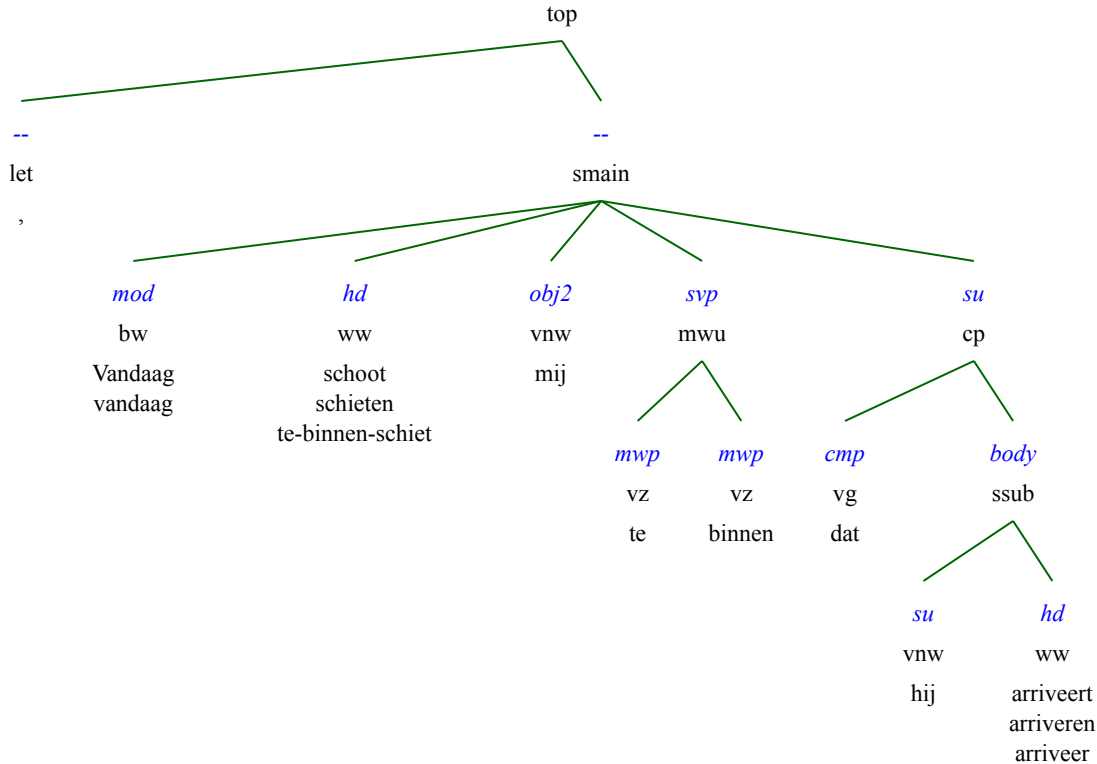 top
-- --
let smain
,
mod hd obj2 svp su
bw ww vnw mwu cp
Vandaag schoot mij
vandaag schieten
te-binnen-schiet
mwp mwp cmp body
vz vz vg ssub
te binnen dat
su hd
vnw ww
hij arriveert
arriveren
arriveer